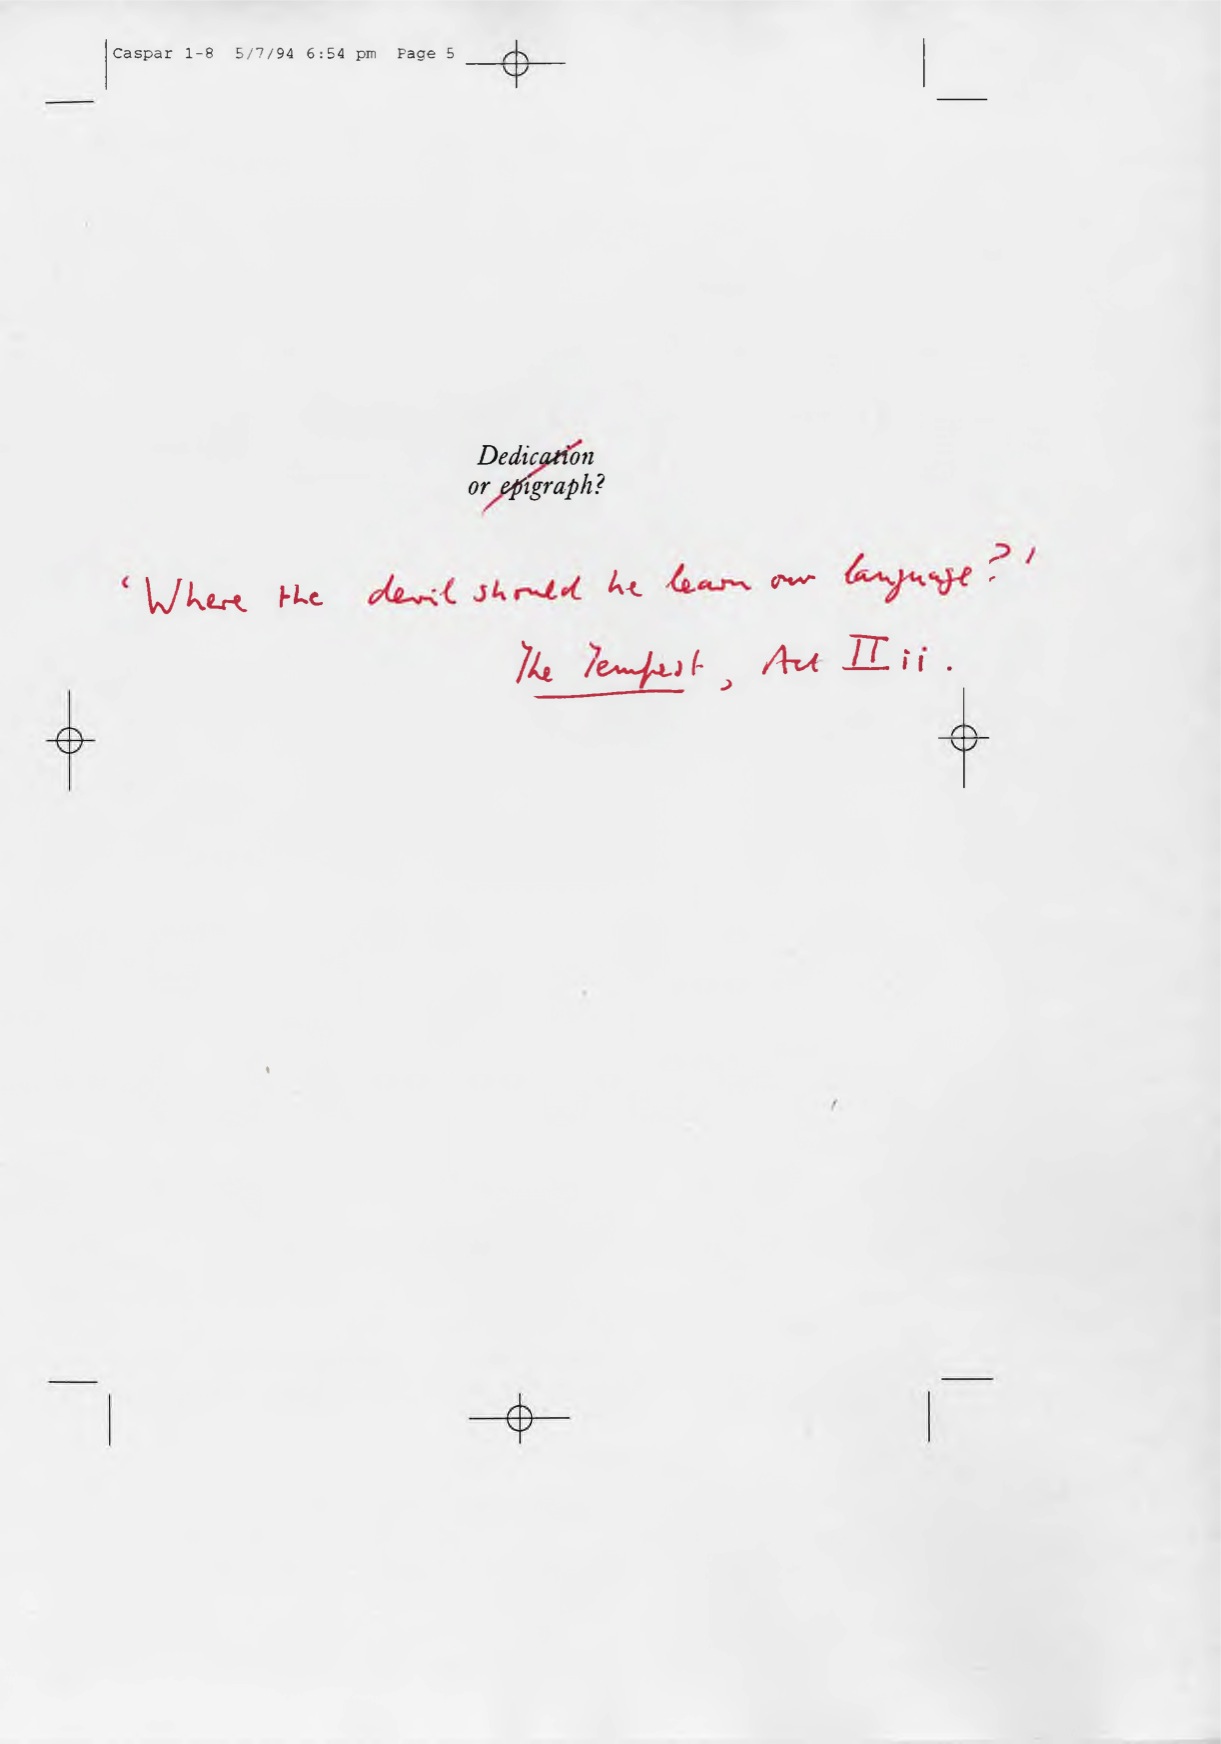 Caspar 1-8 5/7/94 6:54 pm Page 5
Dedication
or epigraph?
‘Where the devil should he learn our language?’
The Tempest, Act II ii.